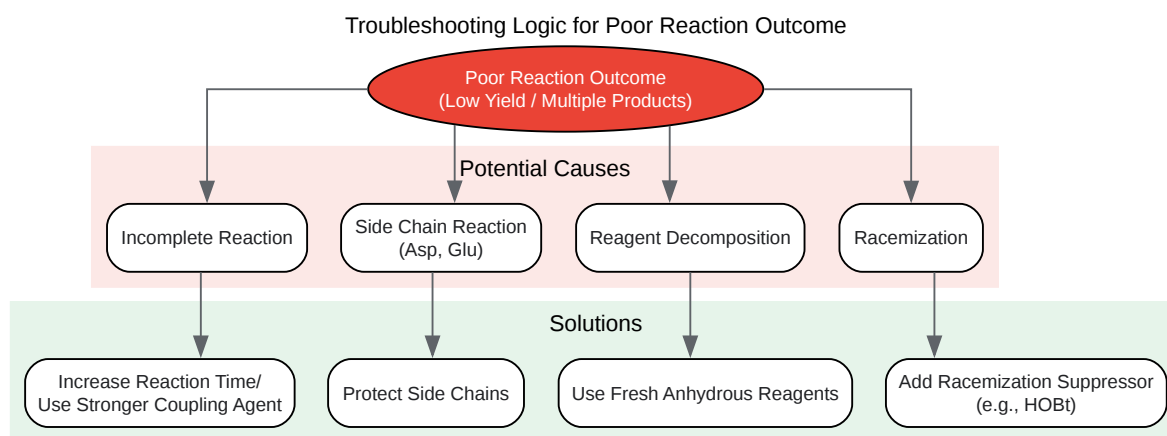 Troubleshooting Logic for Poor Reaction Outcome
Poor Reaction Outcome
(Low Yield / Multiple Products)
Potential Causes
Incomplete Reaction
Side Chain Reaction
(Asp, Glu)
Reagent Decomposition
Racemization
Solutions
Increase Reaction Time/
Use Stronger Coupling Agent
Protect Side Chains
Use Fresh Anhydrous Reagents
Add Racemization Suppressor
(e.g., HOBt)